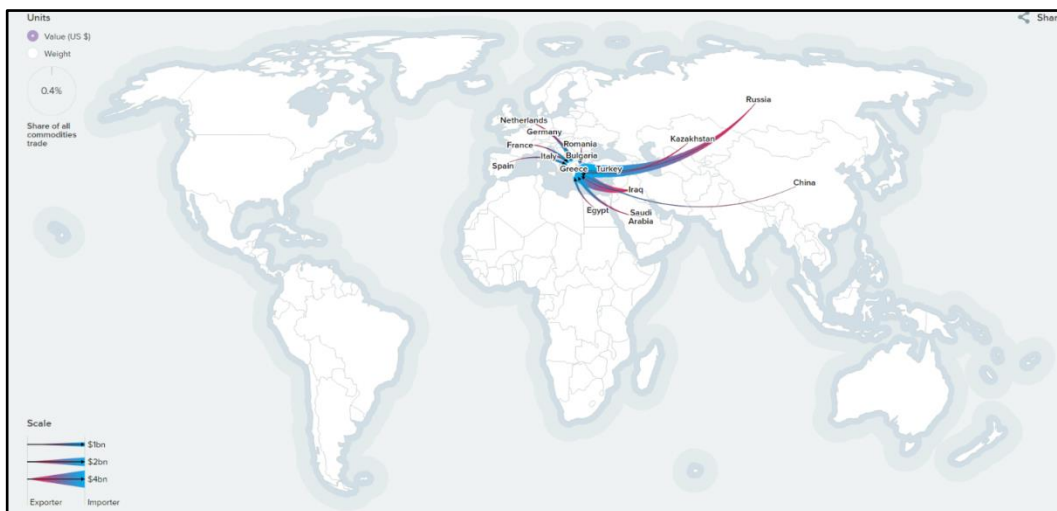 Units
Value (US $)
Weight
0.4%
Share of all
commodities
trade
Shar
Russia
Netherlands
Germany
Kazakhstan
France
Romania
Italy
Bulgaria
Spain
Greece
Turkey
China
Iraq
Egypt
Saudi
Arabia
Scale
$1bn
$2bn
$4bn
Exporter
Importer